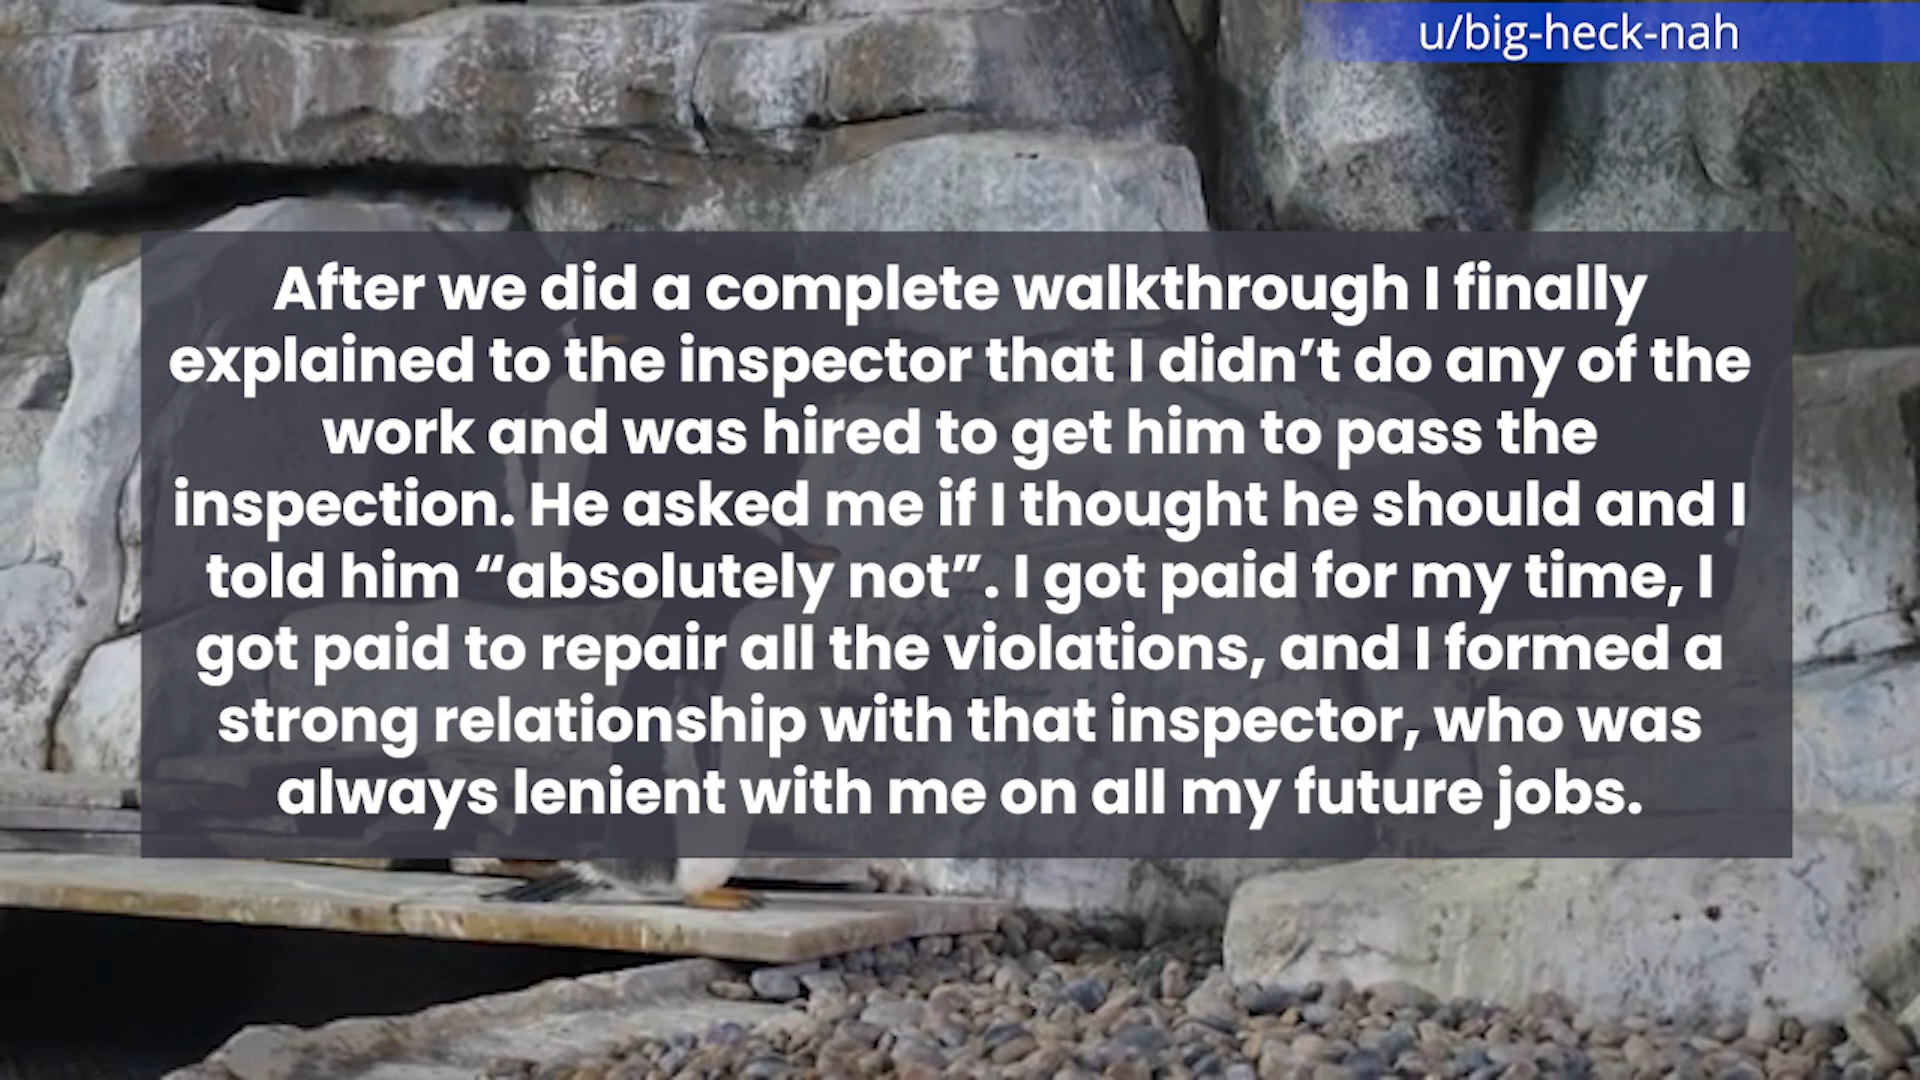 u/big-heck-nah
After we did a complete walkthrough I finally
explained to the inspector that I didn’t do any of the
work and was hired to get him to pass the
inspection. He asked me if I thought he should and I
told him “absolutely not”. I got paid for my time, I
got paid to repair all the violations, and I formed a
strong relationship with that inspector, who was
always lenient with me on all my future jobs.